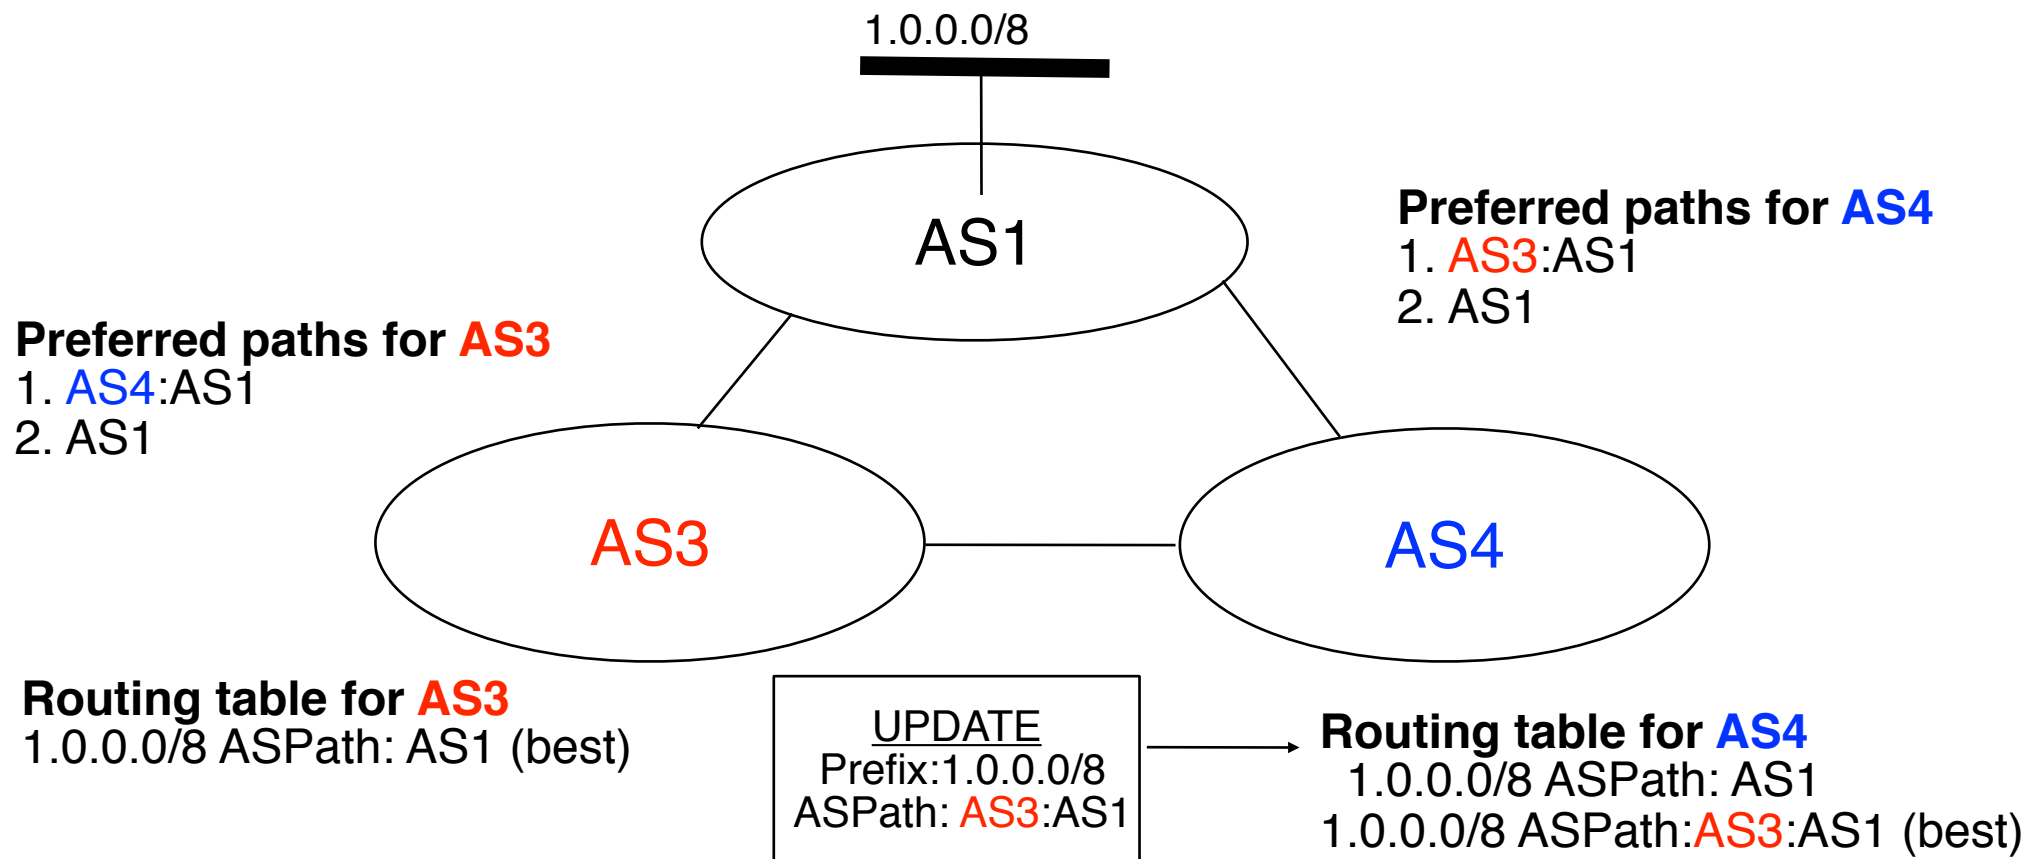 1.0.0.0/8
AS1
Preferred paths for AS4
1. AS3:AS1
2. AS1
Preferred paths for AS3
1. AS4:AS1
2. AS1
AS3
AS4
Routing table for AS3
1.0.0.0/8 ASPath: AS1 (best)
UPDATE
Prefix:1.0.0.0/8
ASPath: AS3:AS1
Routing table for AS4
1.0.0.0/8 ASPath: AS1
1.0.0.0/8 ASPath:AS3:AS1 (best)